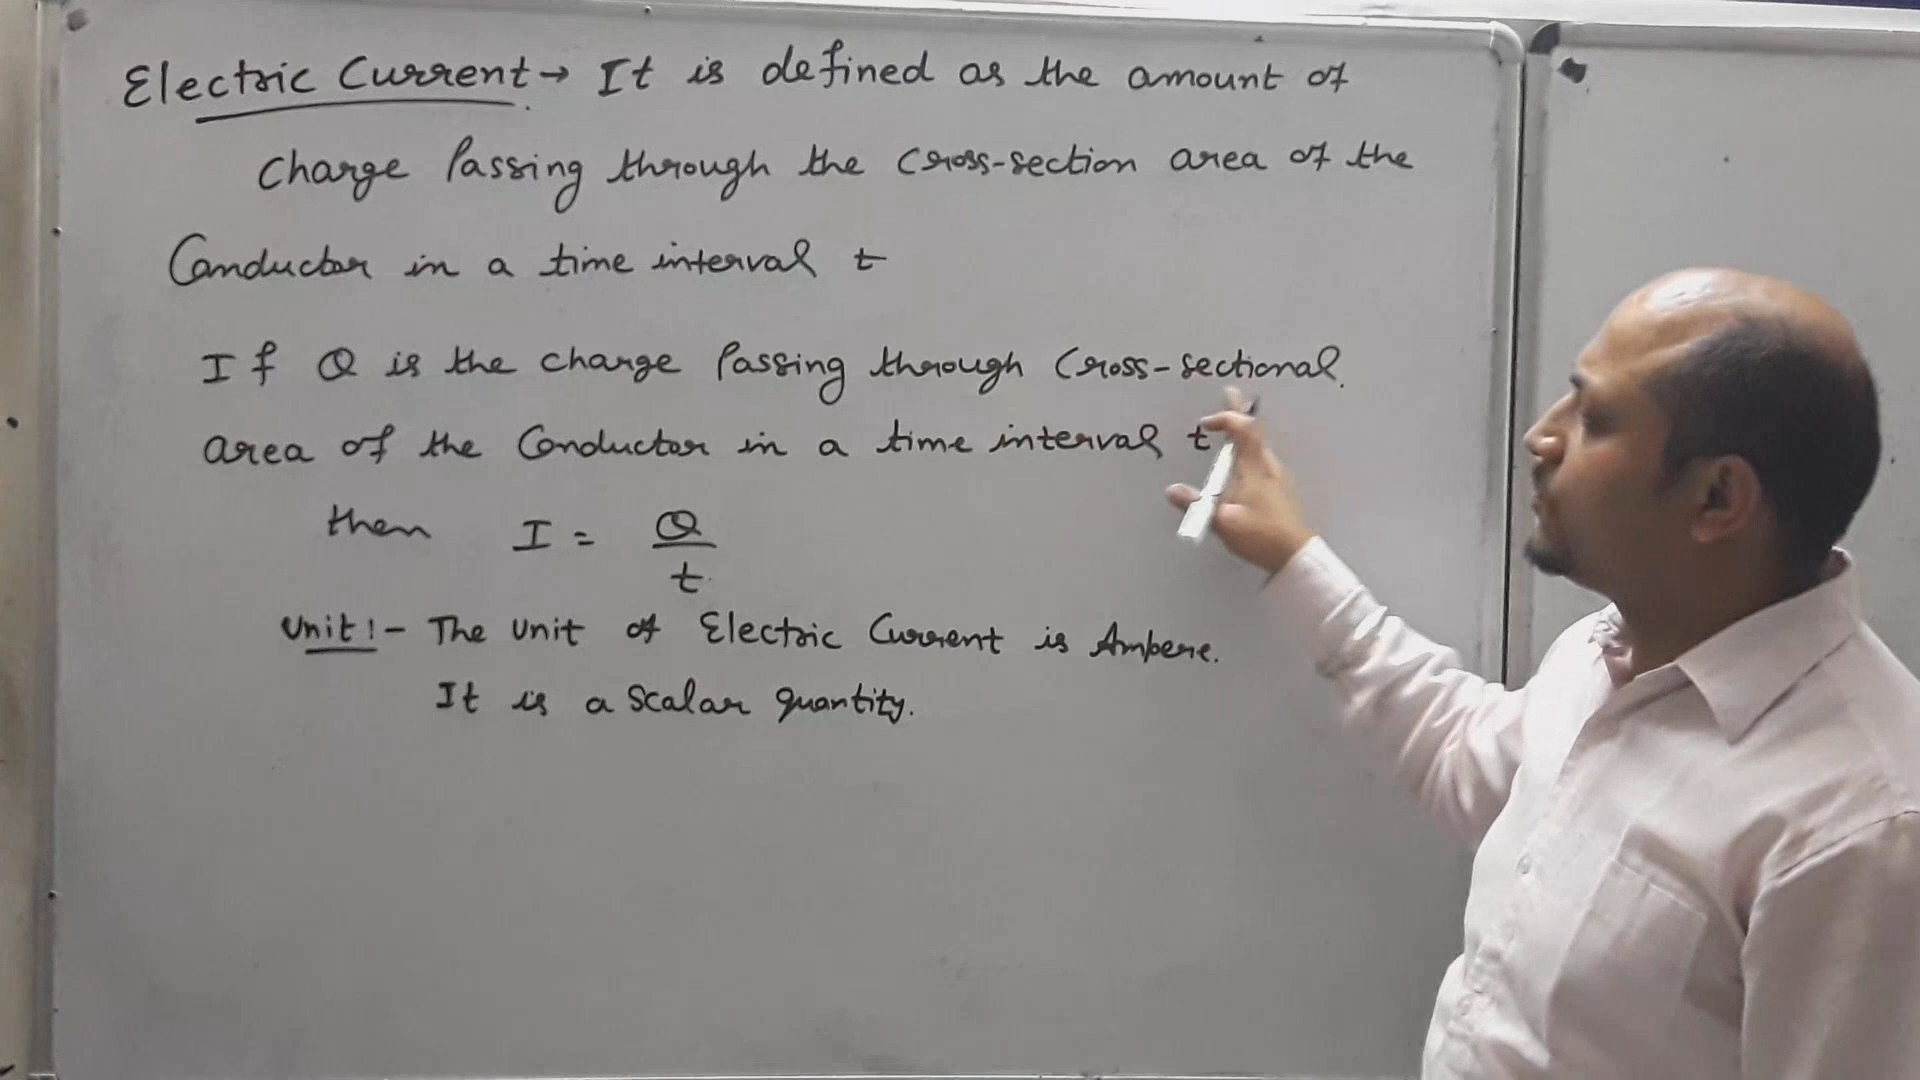 Electric Current → It is defined as the amount of
charge Passing through the cross-section area of the
Conductor in a time interval t
If Q is the charge Passing through Cross-sectional
area of the Conductor in a time interval t
then I = Q/t
Unit:- The Unit of Electric Current is Ampere.
It is a scalar quantity.